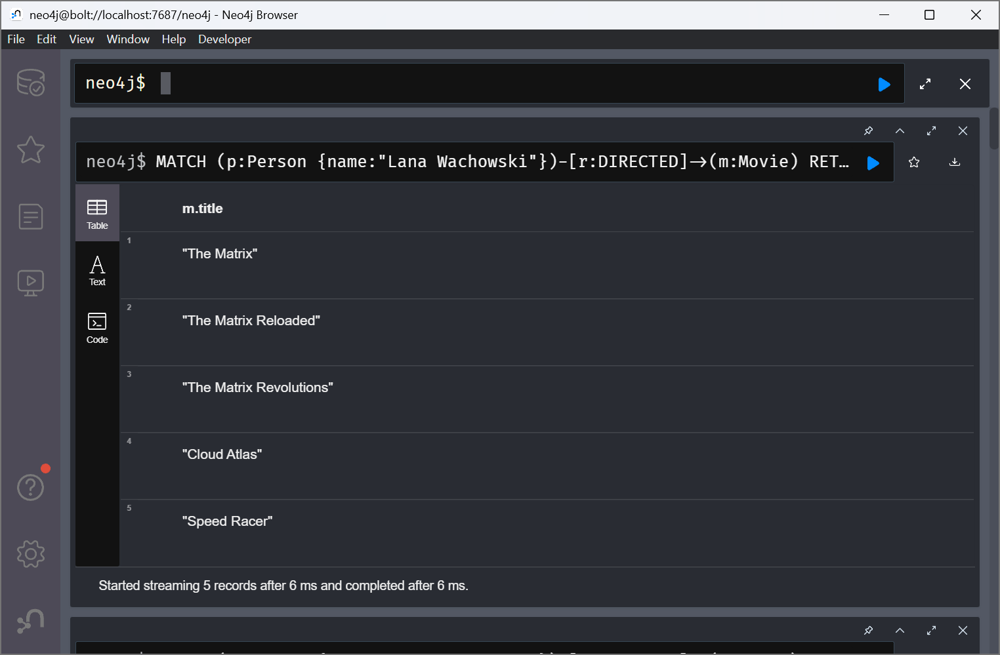 neo4j@bolt://localhost:7687/neo4j - Neo4j Browser
File Edit View Window Help Developer
neo4j$
neo4j$ MATCH (p:Person {name:"Lana Wachowski"})-[r:DIRECTED]→(m:Movie) RET…
Table
Text
Code
m.title
1
"The Matrix"
2
"The Matrix Reloaded"
3
"The Matrix Revolutions"
4
"Cloud Atlas"
5
"Speed Racer"
Started streaming 5 records after 6 ms and completed after 6 ms.